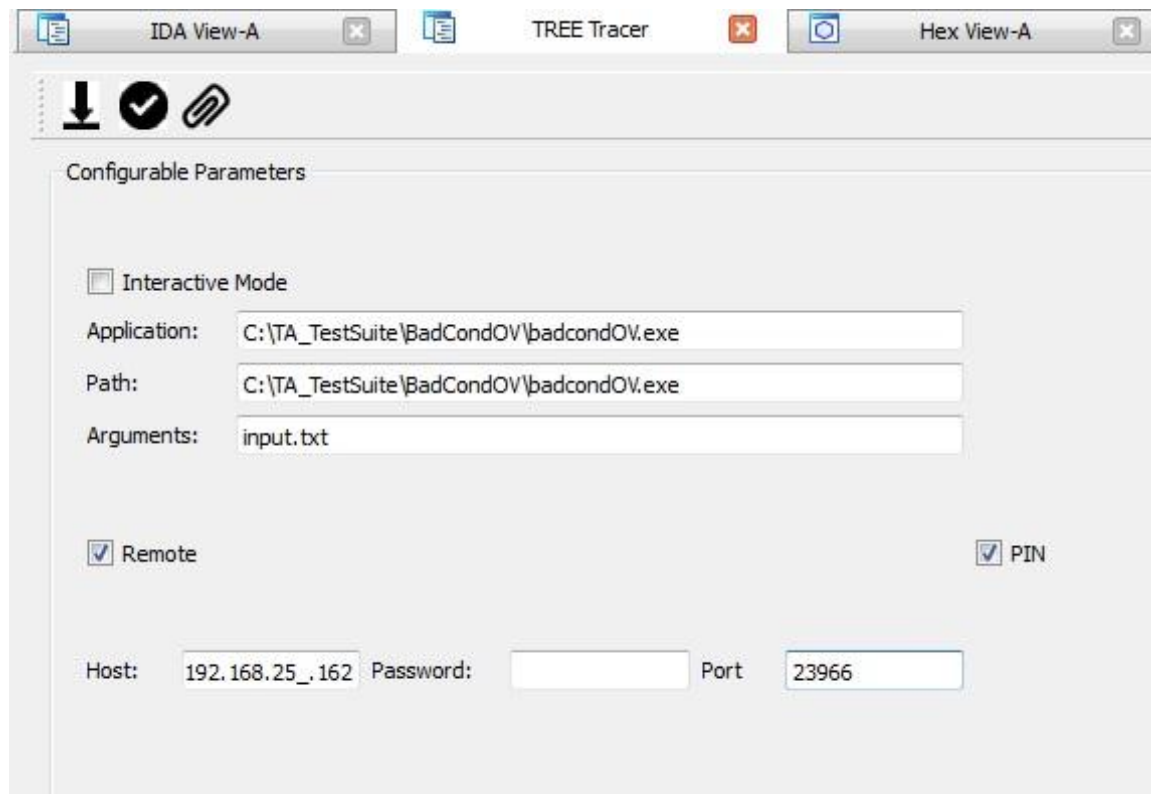 IDA View-A TREE Tracer Hex View-A
Configurable Parameters
Interactive Mode
Application: C:\TA_TestSuite\BadCondOV\badcondOV.exe
Path: C:\TA_TestSuite\BadCondOV\badcondOV.exe
Arguments: input.txt
Remote PIN
Host: 192.168.25_.162 Password: Port 23966